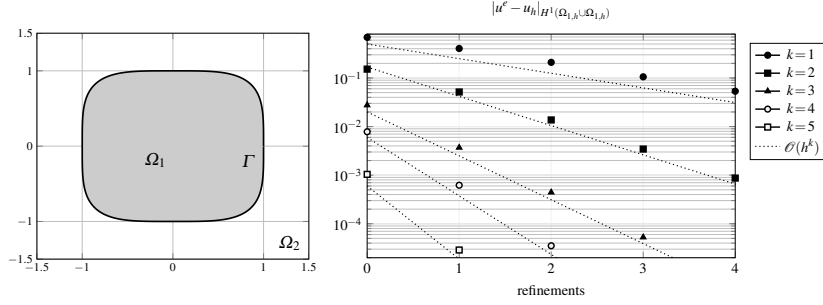 |u^e − u_h|_{H^1(Ω_{1,h}∪Ω_{1,h})}
1.5
1
0
−1
−1.5
−1.5
−1
0
1
1.5
Ω_1
Γ
Ω_2
10^{−1}
10^{−2}
10^{−3}
10^{−4}
0
1
2
3
4
refinements
k=1
k=2
k=3
k=4
k=5
𝒪(h^k)